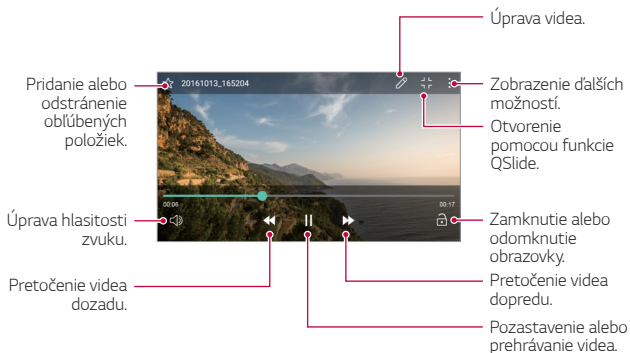 Úprava videa.
Pridanie alebo
odstránenie
obľúbených
položiek.
20161013_165204
Zobrazenie ďalších
možností.
Otvorenie
pomocou funkcie
QSlide.
00:06
00:17
Úprava hlasitosti
zvuku.
Zamknutie alebo
odomknutie
obrazovky.
Pretočenie videa
dozadu.
Pretočenie videa
dopredu.
Pozastavenie alebo
prehrávanie videa.